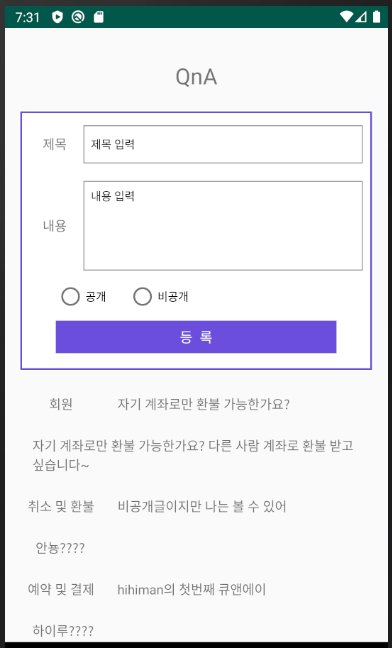 7:31
QnA
제목 제목 입력
내용 내용 입력
공개 비공개
등 록
회원 자기 계좌로만 환불 가능한가요?
자기 계좌로만 환불 가능한가요? 다른 사람 계좌로 환불 받고
싶습니다~
취소 및 환불 비공개글이지만 나는 볼 수 있어
안뇽????
예약 및 결제 hihiman의 첫번째 큐앤에이
하이루????